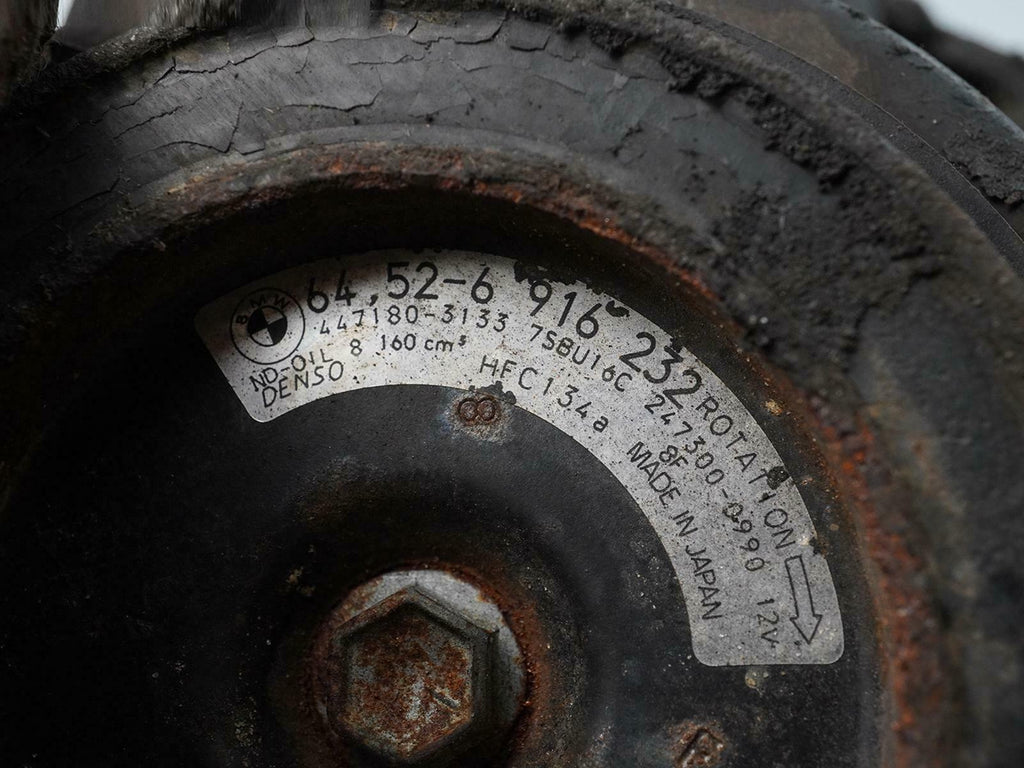 BMW
64,52-6 916 232 ROTATION
447180-3133 7SBU16C 247300-0990 12V
ND-OIL 8 160 cm³ HFC134a 8F
DENSO MADE IN JAPAN